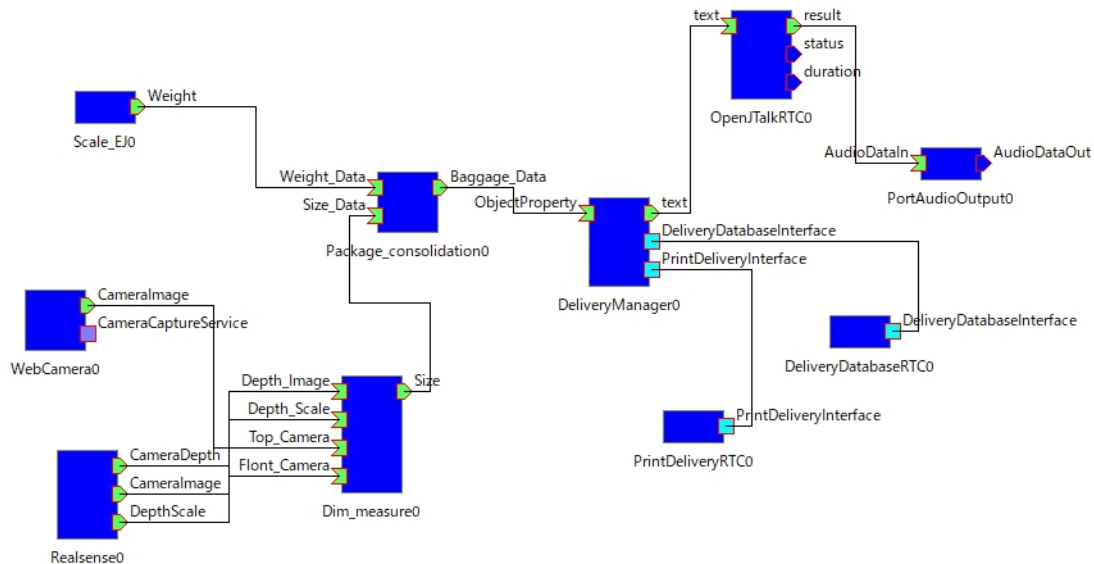 text
result
status
duration
OpenJTalkRTC0
Weight
Scale_EJ0
AudioDataIn
AudioDataOut
PortAudioOutput0
Weight_Data
Baggage_Data
Size_Data
ObjectProperty
text
DeliveryDatabaseInterface
PrintDeliveryInterface
Package_consolidation0
DeliveryManager0
CameraImage
CameraCaptureService
WebCamera0
DeliveryDatabaseInterface
DeliveryDatabaseRTC0
Depth_Image
Size
Depth_Scale
Top_Camera
Flont_Camera
Dim_measure0
PrintDeliveryInterface
PrintDeliveryRTC0
CameraDepth
CameraImage
DepthScale
Realsense0